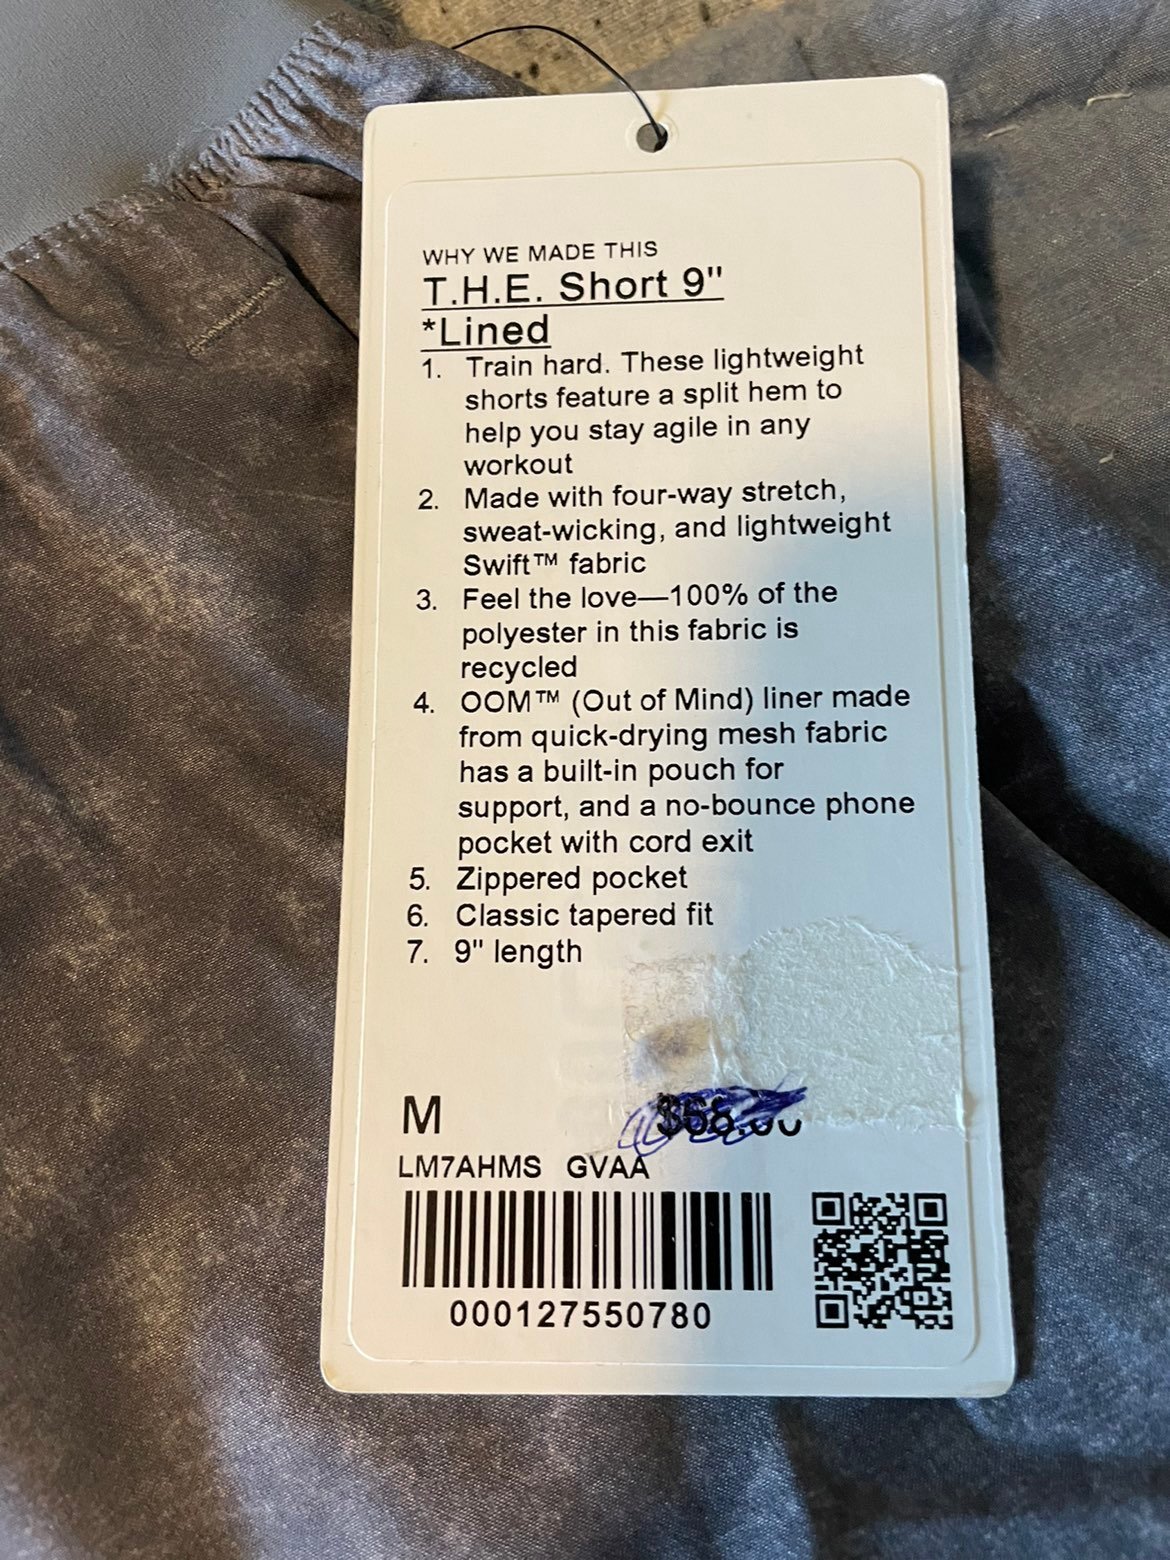 WHY WE MADE THIS
T.H.E. Short 9"
*Lined
1. Train hard. These lightweight
shorts feature a split hem to
help you stay agile in any
workout
2. Made with four-way stretch,
sweat-wicking, and lightweight
Swift™ fabric
3. Feel the love—100% of the
polyester in this fabric is
recycled
4. OOM™ (Out of Mind) liner made
from quick-drying mesh fabric
has a built-in pouch for
support, and a no-bounce phone
pocket with cord exit
5. Zippered pocket
6. Classic tapered fit
7. 9" length
M
LM7AHMS GVAA
000127550780